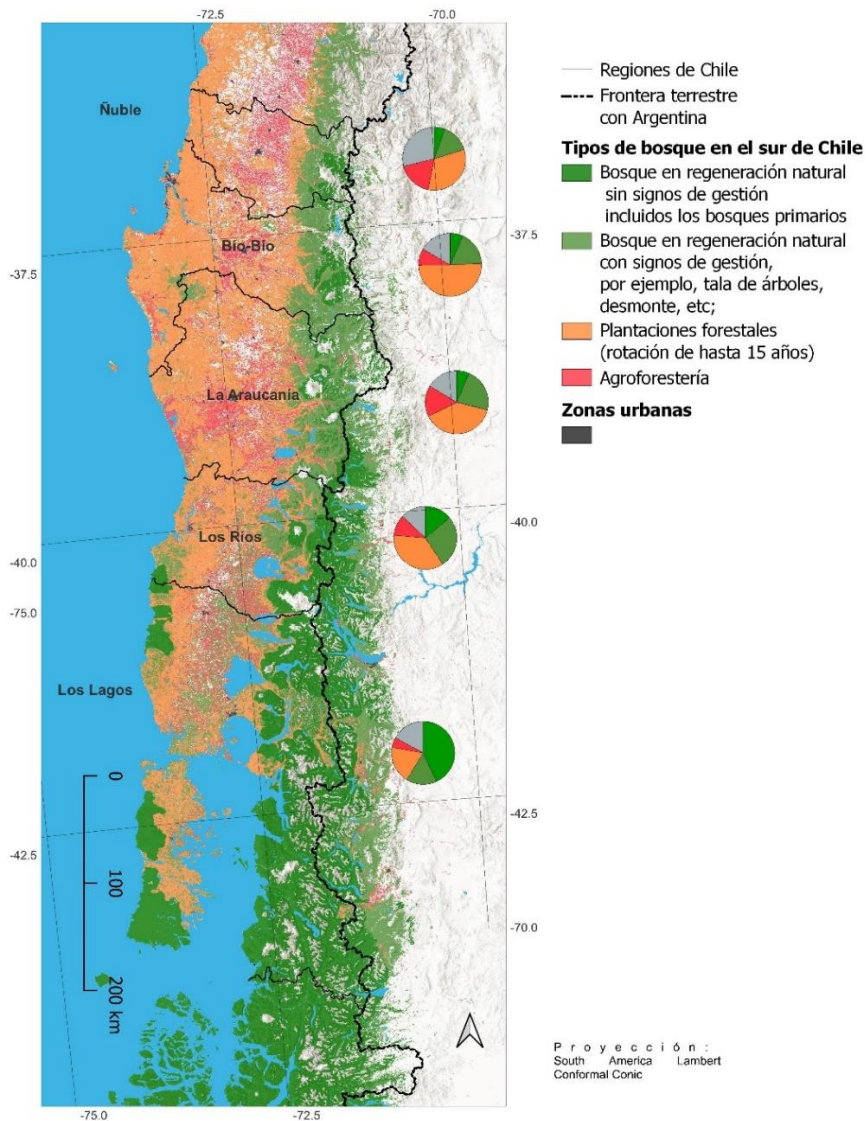 -72.5
-70.0
Ñuble
Bío-Bío
-37.5
-37.5
La Araucanía
Los Ríos
-40.0
-40.0
-75.0
Los Lagos
0
100
200 km
-42.5
-42.5
-70.0
-75.0
-72.5
Regiones de Chile
Frontera terrestre
con Argentina
Tipos de bosque en el sur de Chile
Bosque en regeneración natural
sin signos de gestión
incluidos los bosques primarios
Bosque en regeneración natural
con signos de gestión,
por ejemplo, tala de árboles,
desmonte, etc;
Plantaciones forestales
(rotación de hasta 15 años)
Agroforestería
Zonas urbanas
Proyección:
South America Lambert
Conformal Conic